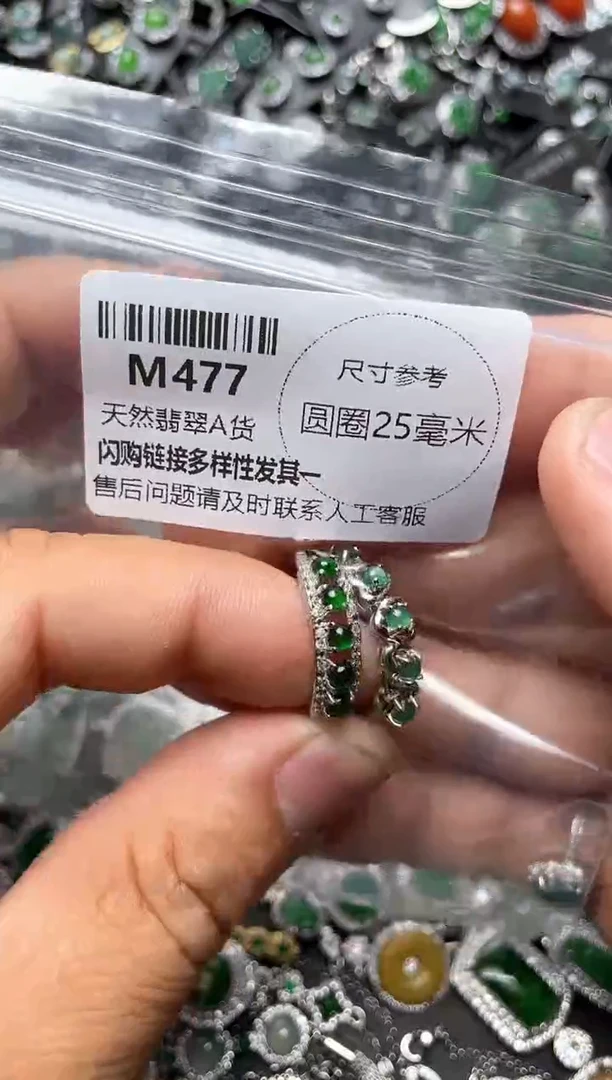 M477
天然翡翠A货
闪购链接多样性发其一
售后问题请及时联系人工客服
尺寸参考
圆圈25毫米